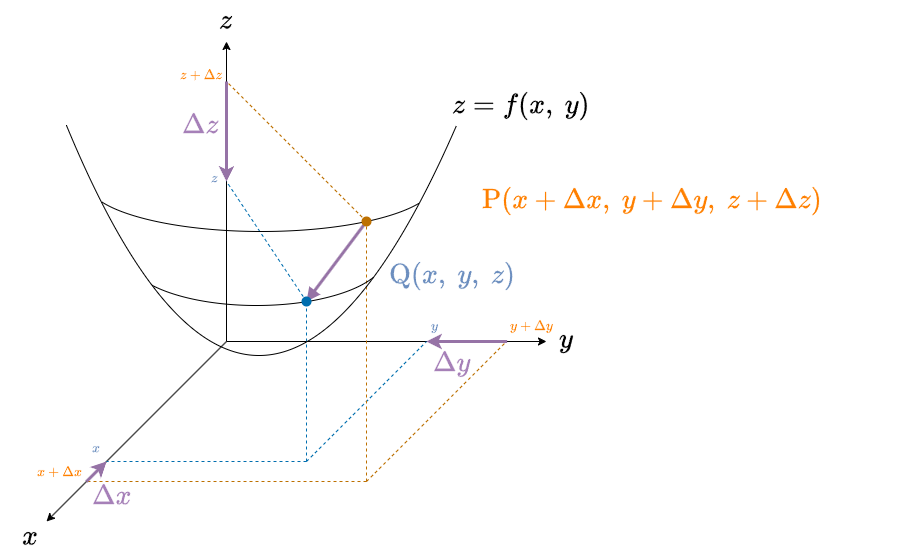 z
z + Δz
z = f(x, y)
Δz
z
P(x + Δx, y + Δy, z + Δz)
Q(x, y, z)
y
y + Δy
y
Δy
x
x + Δx
Δx
x